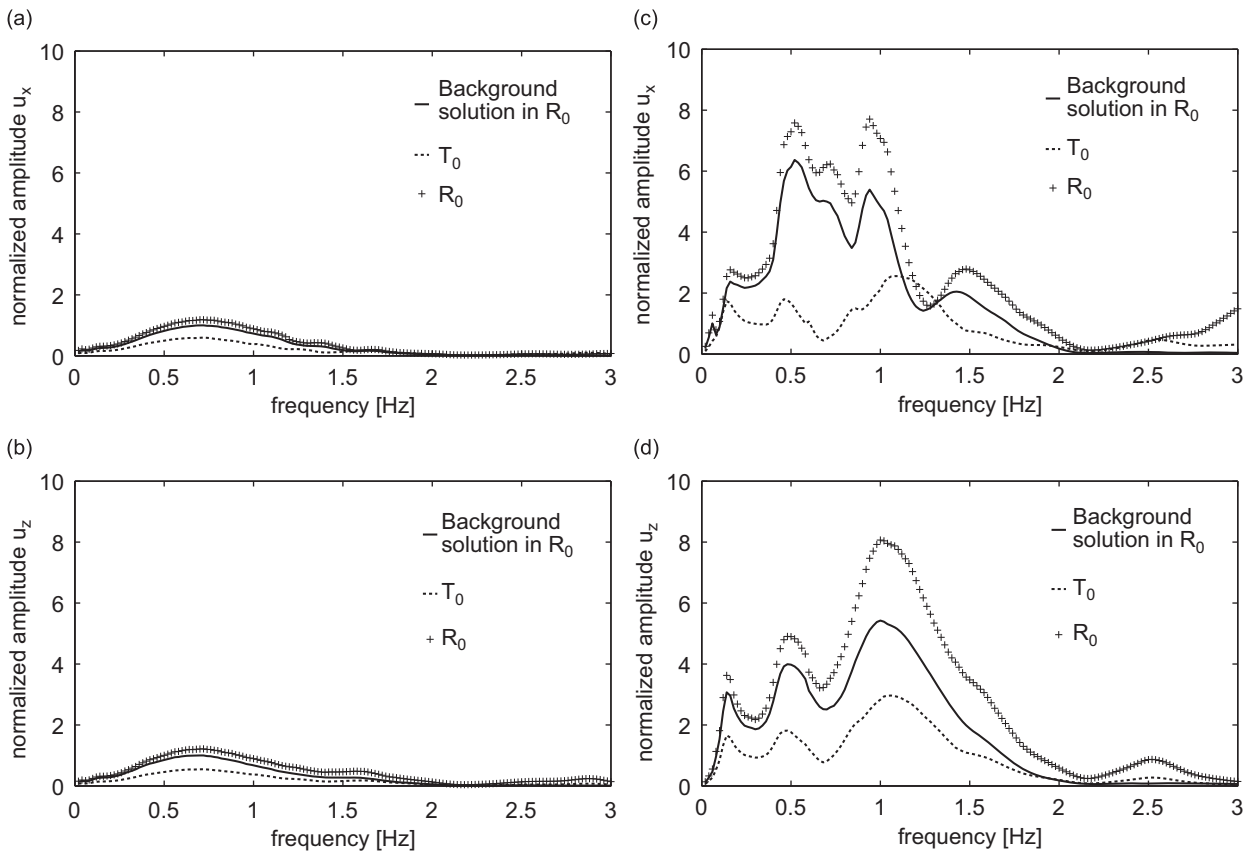 (a)
normalized amplitude u_x
10
8
6
4
2
0
Background
solution in R_0
T_0
R_0
0 0.5 1 1.5 2 2.5 3
frequency [Hz]
(c)
normalized amplitude u_x
10
8
6
4
2
0
Background
solution in R_0
T_0
R_0
0 0.5 1 1.5 2 2.5 3
frequency [Hz]
(b)
normalized amplitude u_z
10
8
6
4
2
0
Background
solution in R_0
T_0
R_0
0 0.5 1 1.5 2 2.5 3
frequency [Hz]
(d)
normalized amplitude u_z
10
8
6
4
2
0
Background
solution in R_0
T_0
R_0
0 0.5 1 1.5 2 2.5 3
frequency [Hz]